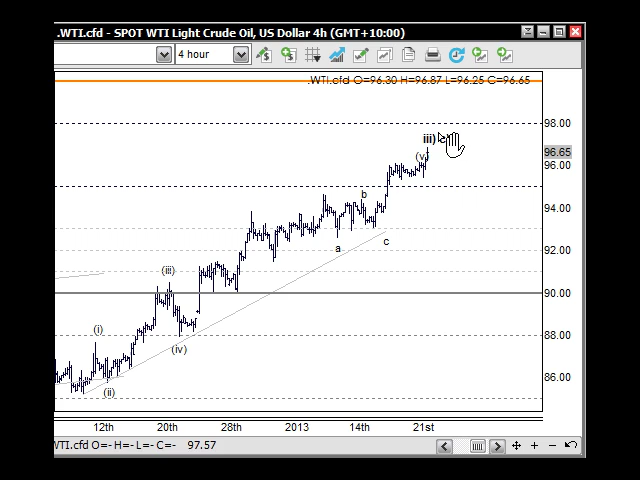 .WTI.cfd - SPOT WTI Light Crude Oil, US Dollar 4h (GMT+10:00)
4 hour
.WTI.cfd O=96.30 H=96.87 L=96.25 C=96.65
98.00
iii)
96.65
(v)
96.00
b
94.00
a
c
92.00
(iii)
90.00
(i)
88.00
(iv)
86.00
(ii)
12th 20th 28th 2013 14th 21st
WTI.cfd O=- H=- L=- C=- 97.57